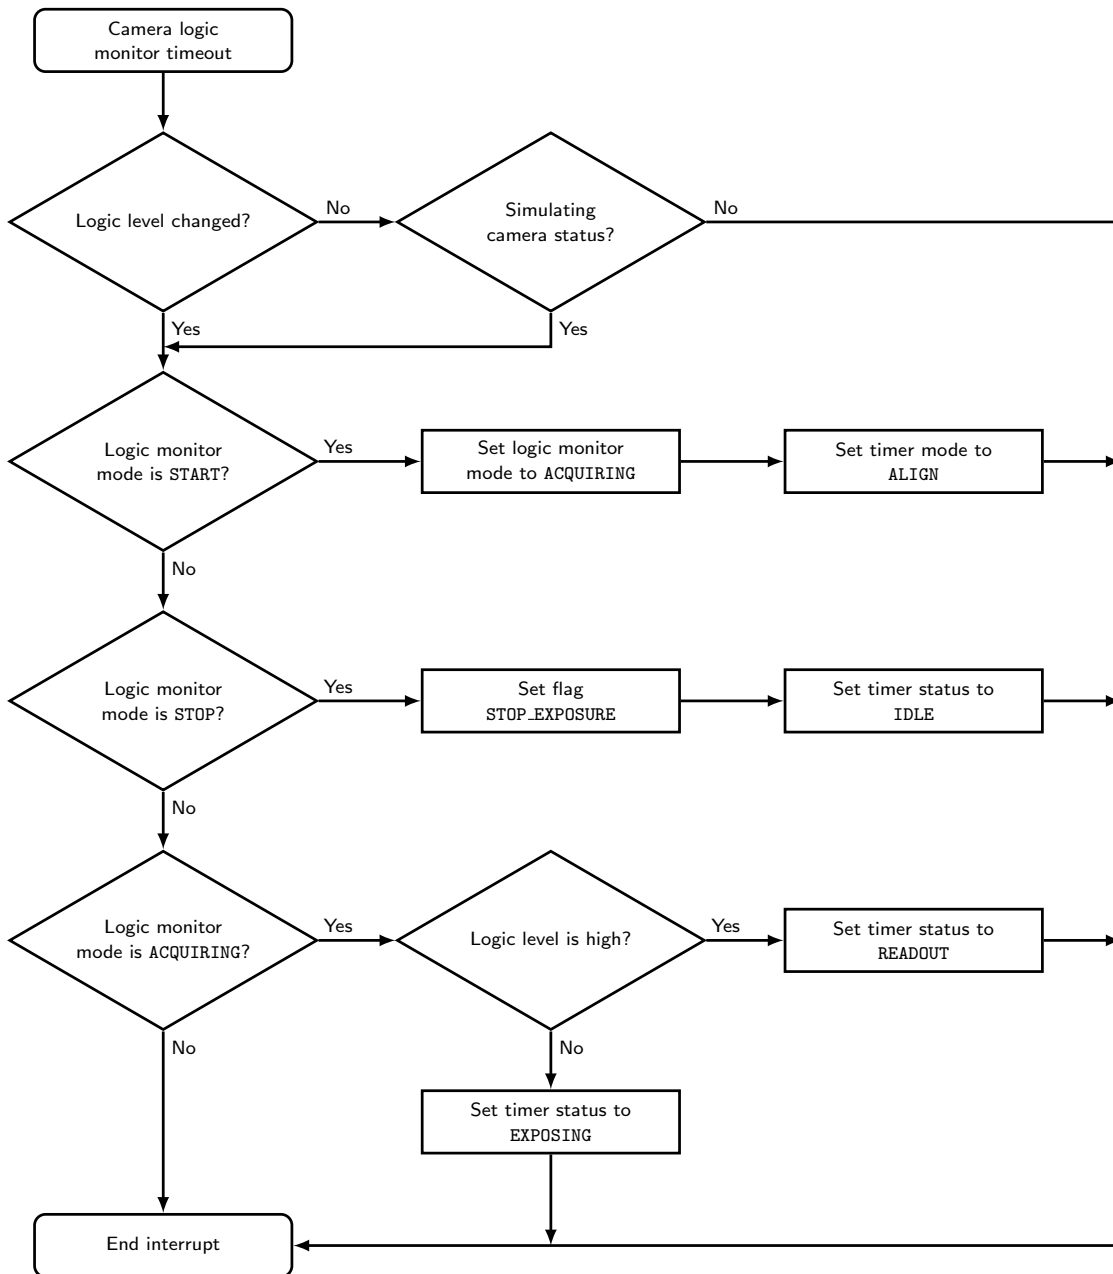 Camera logic
monitor timeout
Logic level changed?
No
Simulating
camera status?
No
Yes
Yes
Logic monitor
mode is START?
Yes
Set logic monitor
mode to ACQUIRING
Set timer mode to
ALIGN
No
Logic monitor
mode is STOP?
Yes
Set flag
STOP_EXPOSURE
Set timer status to
IDLE
No
Logic monitor
mode is ACQUIRING?
Yes
Logic level is high?
Yes
Set timer status to
READOUT
No
No
Set timer status to
EXPOSING
End interrupt